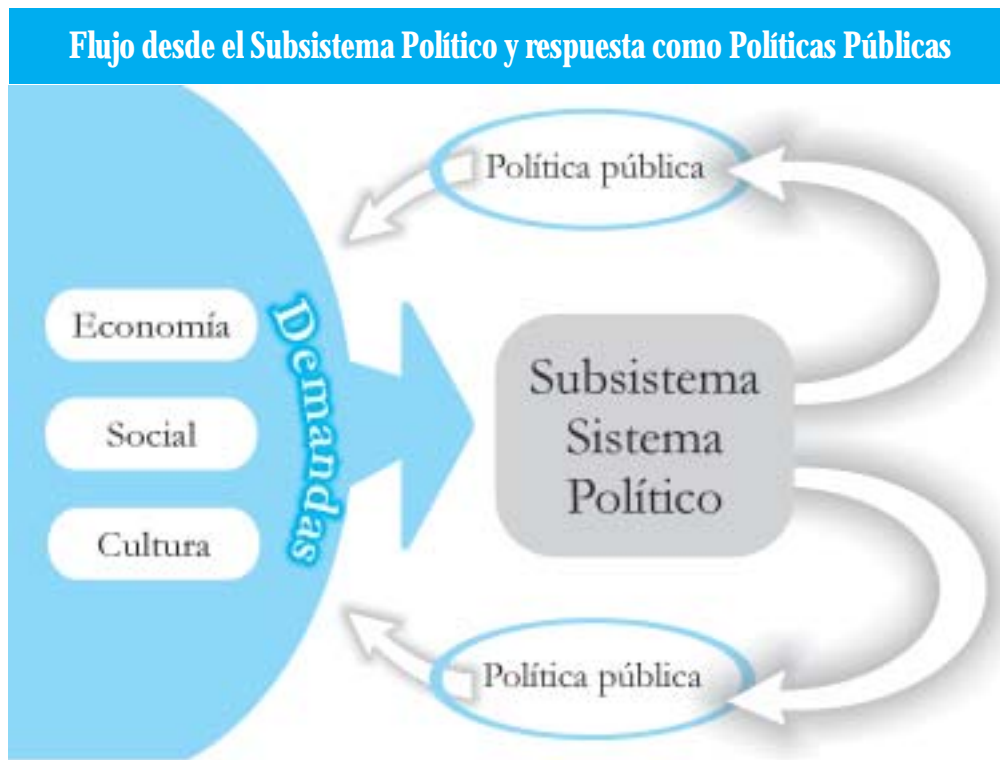 Flujo desde el Subsistema Político y respuesta como Políticas Públicas
Política pública
Economía
Social
Cultura
Demandas
Subsistema
Sistema
Político
Política pública